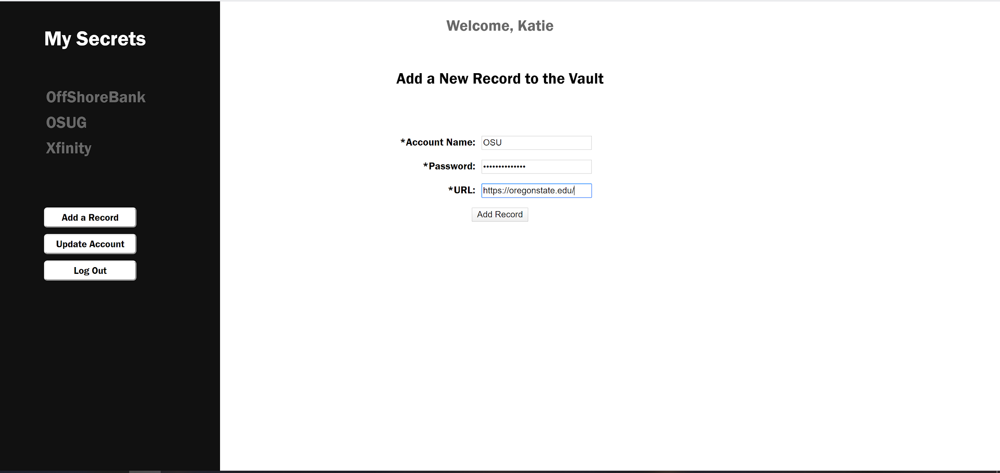 My Secrets
OffShoreBank
OSUG
Xfinity
Add a Record
Update Account
Log Out
Welcome, Katie
Add a New Record to the Vault
*Account Name: OSU
*Password: ••••••••••••••
*URL: https://oregonstate.edu/
Add Record